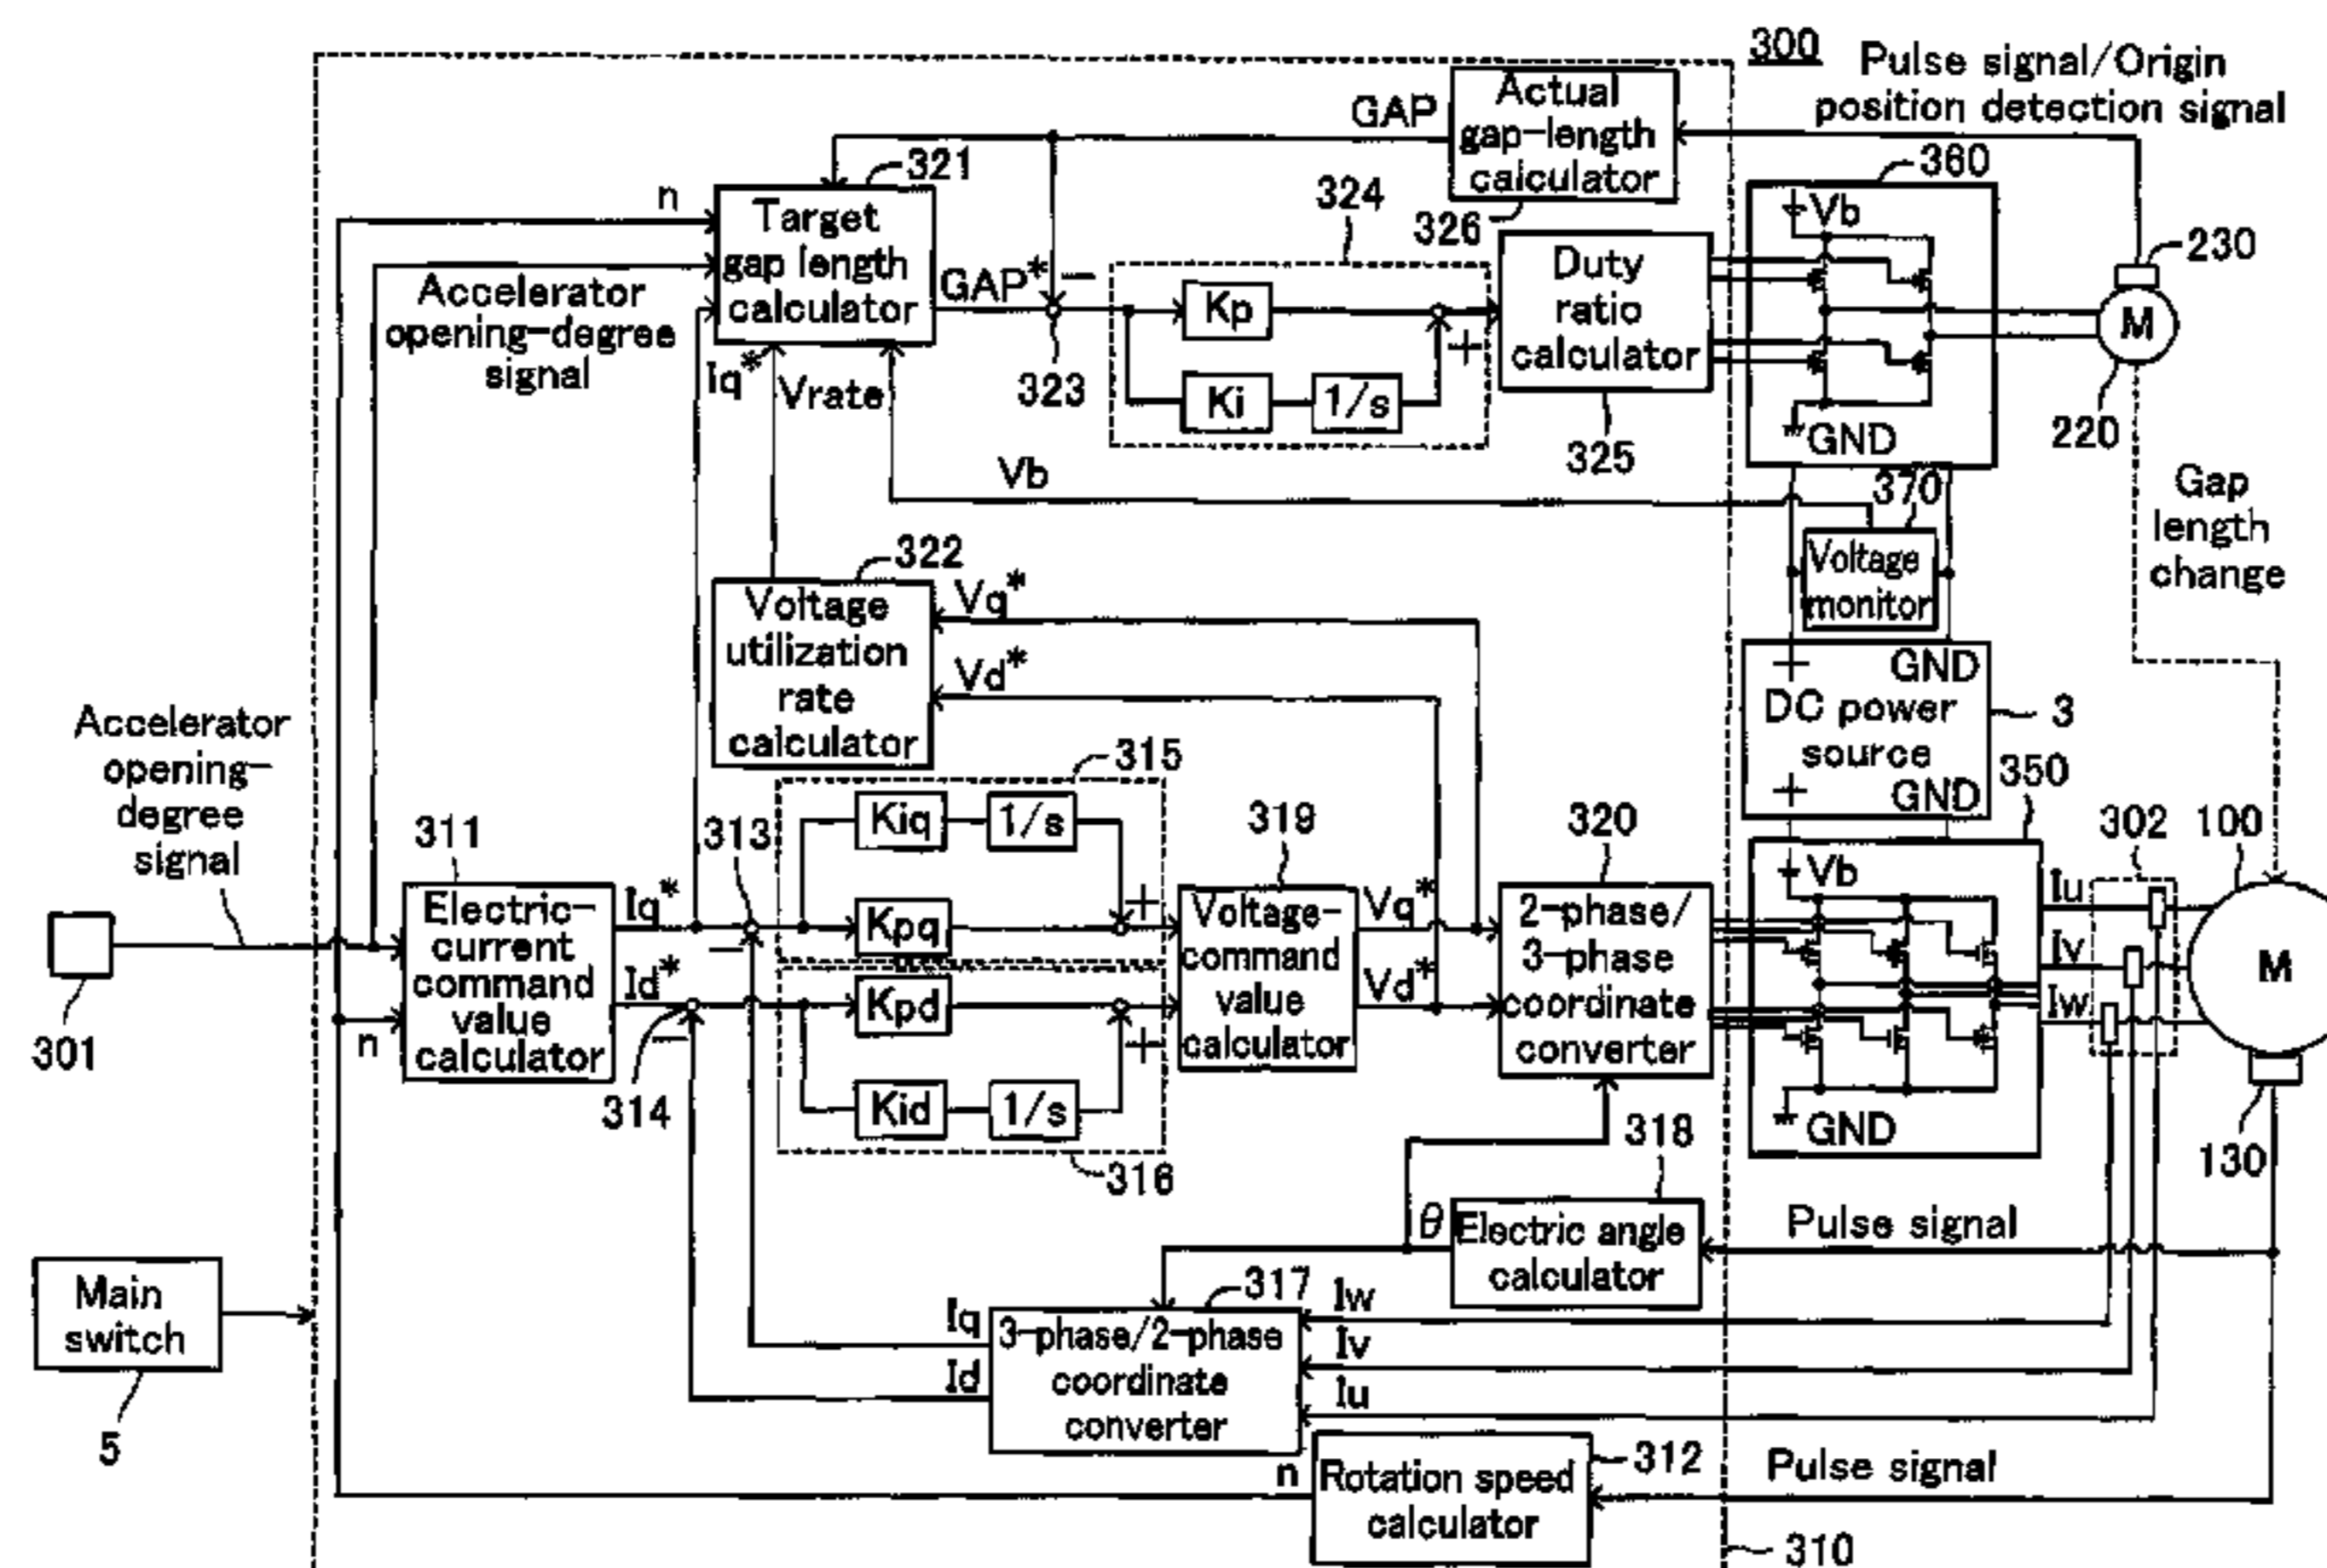 300
Pulse signal/Origin
position detection signal
GAP
Actual
gap-length
calculator
326
321
n
Target
gap length
calculator
Accelerator
opening-degree
signal
Iq*
Vrate
GAP*
−
323
324
Kp
Ki
1/s
+
Duty
ratio
calculator
325
360
Vb
GND
230
M
220
Vb
370
Voltage
monitor
Gap
length
change
322
Voltage
utilization
rate
calculator
Vq*
Vd*
+
GND
DC power
source
3
+
GND
Accelerator
opening-
degree
signal
301
311
Electric-
current
command
value
calculator
n
Iq*
Id*
313
−
314
−
315
Kiq
1/s
Kpq
+
Kpd
+
Kid
1/s
316
319
Voltage-
command
value
calculator
Vq*
Vd*
320
2-phase/
3-phase
coordinate
converter
350
Vb
GND
302
100
Iu
Iv
Iw
M
130
318
θ
Electric angle
calculator
Pulse signal
Main
switch
5
317
Iq
Id
3-phase/2-phase
coordinate
converter
Iw
Iv
Iu
n
Rotation speed
calculator
312
Pulse signal
310